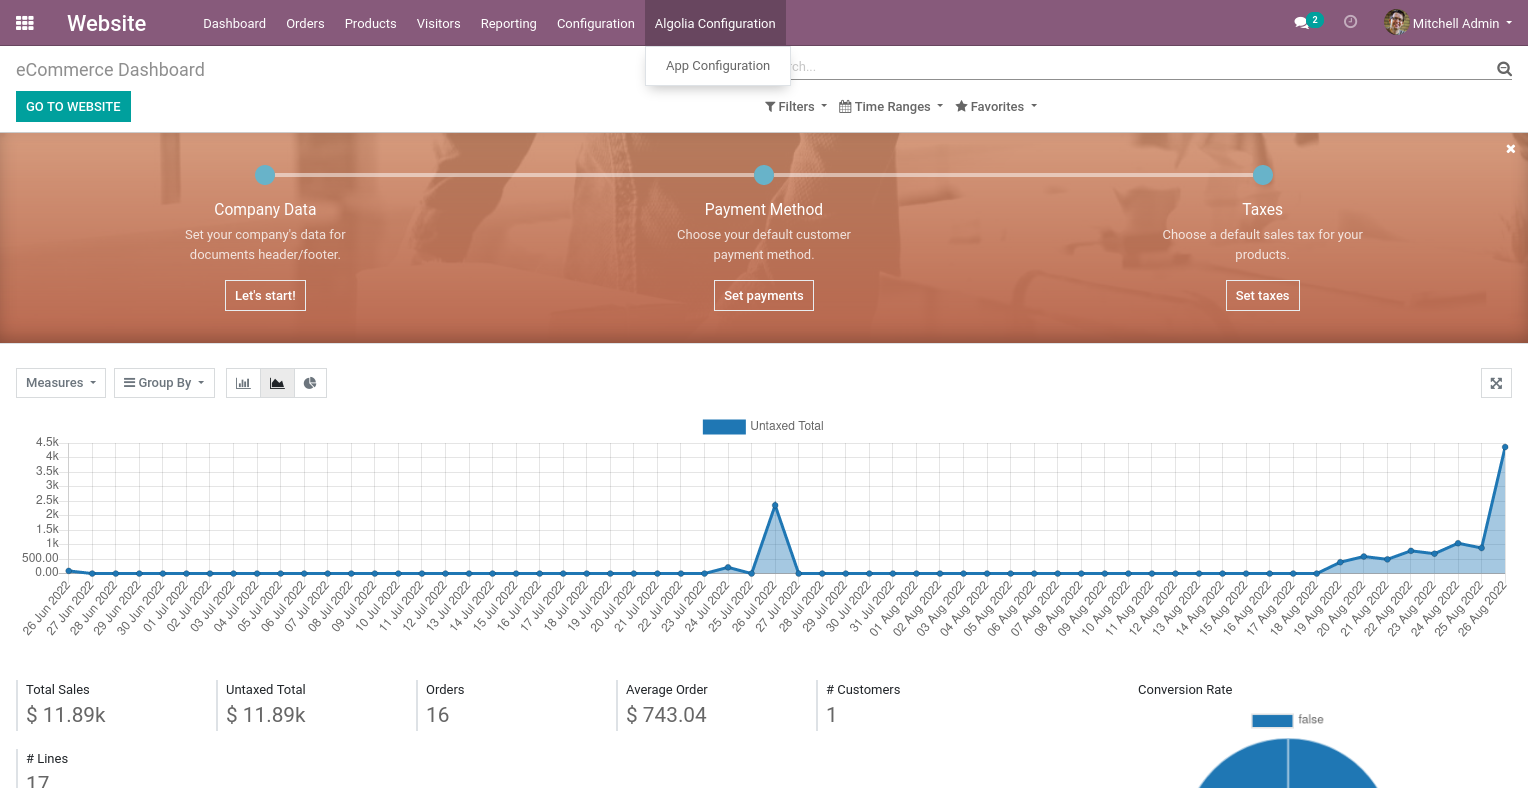 Website
Dashboard Orders Products Visitors Reporting Configuration Algolia Configuration
2 Mitchell Admin
App Configuration
eCommerce Dashboard
ch...
GO TO WEBSITE
Filters Time Ranges Favorites
Company Data
Set your company's data for
documents header/footer.
Let's start!
Payment Method
Choose your default customer
payment method.
Set payments
Taxes
Choose a default sales tax for your
products.
Set taxes
Measures Group By
Untaxed Total
4.5k
4k
3.5k
3k
2.5k
2k
1.5k
1k
500.00
0.00
26 Jun 2022
27 Jun 2022
28 Jun 2022
29 Jun 2022
30 Jun 2022
01 Jul 2022
02 Jul 2022
03 Jul 2022
04 Jul 2022
05 Jul 2022
06 Jul 2022
07 Jul 2022
08 Jul 2022
09 Jul 2022
10 Jul 2022
11 Jul 2022
12 Jul 2022
13 Jul 2022
14 Jul 2022
15 Jul 2022
16 Jul 2022
17 Jul 2022
18 Jul 2022
19 Jul 2022
20 Jul 2022
21 Jul 2022
22 Jul 2022
23 Jul 2022
24 Jul 2022
25 Jul 2022
26 Jul 2022
27 Jul 2022
28 Jul 2022
29 Jul 2022
30 Jul 2022
31 Jul 2022
01 Aug 2022
02 Aug 2022
03 Aug 2022
04 Aug 2022
05 Aug 2022
06 Aug 2022
07 Aug 2022
08 Aug 2022
09 Aug 2022
10 Aug 2022
11 Aug 2022
12 Aug 2022
13 Aug 2022
14 Aug 2022
15 Aug 2022
16 Aug 2022
17 Aug 2022
18 Aug 2022
19 Aug 2022
20 Aug 2022
21 Aug 2022
22 Aug 2022
23 Aug 2022
24 Aug 2022
25 Aug 2022
26 Aug 2022
Total Sales
$ 11.89k
Untaxed Total
$ 11.89k
Orders
16
Average Order
$ 743.04
# Customers
1
Conversion Rate
false
# Lines
17